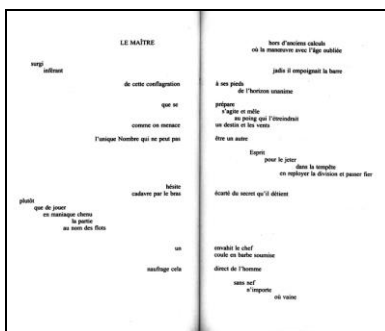 LE MAÎTRE
surgi
inférant
de cette conflagration
que se
comme on menace
l'unique Nombre qui ne peut pas
hésite
cadavre par le bras
plutôt
que de jouer
en maniaque chenu
la partie
au nom des flots
un
naufrage cela
hors d'anciens calculs
où la manœuvre avec l'âge oubliée
jadis il empoignait la barre
à ses pieds
de l'horizon unanime
prépare
s'agite et mêle
au poing qui l'étreindrait
un destin et les vents
être un autre
Esprit
pour le jeter
dans la tempête
en reployer la division et passer fier
écarté du secret qu'il détient
envahit le chef
coule en barbe soumise
direct de l'homme
sans nef
n'importe
où vaine